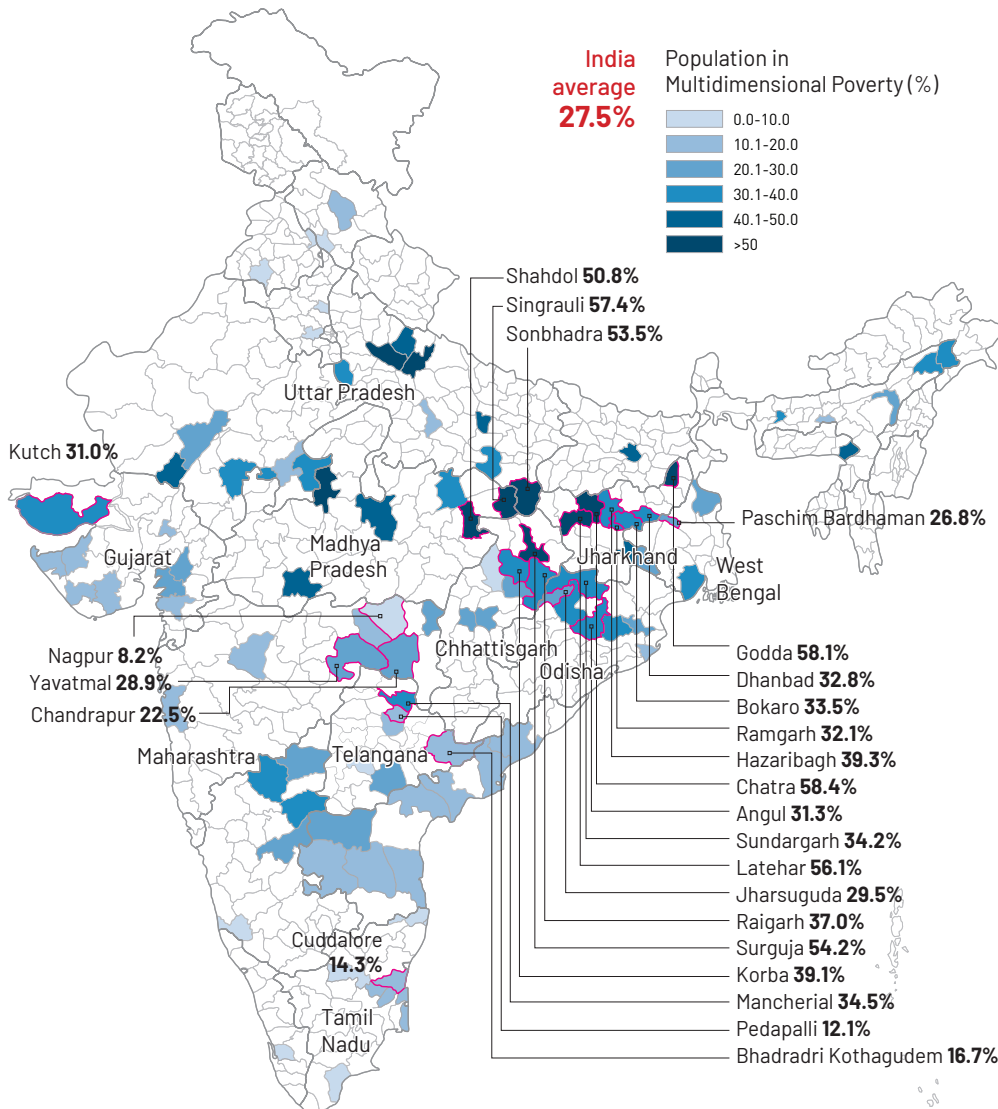 India
average
27.5%
Population in
Multidimensional Poverty (%)
0.0-10.0
10.1-20.0
20.1-30.0
30.1-40.0
40.1-50.0
>50
Shahdol 50.8%
Singrauli 57.4%
Sonbhadra 53.5%
Uttar Pradesh
Kutch 31.0%
Gujarat
Madhya
Pradesh
Jharkhand
Paschim Bardhaman 26.8%
West
Bengal
Chhattisgarh
Odisha
Nagpur 8.2%
Yavatmal 28.9%
Chandrapur 22.5%
Maharashtra
Telangana
Godda 58.1%
Dhanbad 32.8%
Bokaro 33.5%
Ramgarh 32.1%
Hazaribagh 39.3%
Chatra 58.4%
Angul 31.3%
Sundargarh 34.2%
Latehar 56.1%
Jharsuguda 29.5%
Raigarh 37.0%
Surguja 54.2%
Korba 39.1%
Mancherial 34.5%
Pedapalli 12.1%
Bhadradri Kothagudem 16.7%
Cuddalore
14.3%
Tamil
Nadu